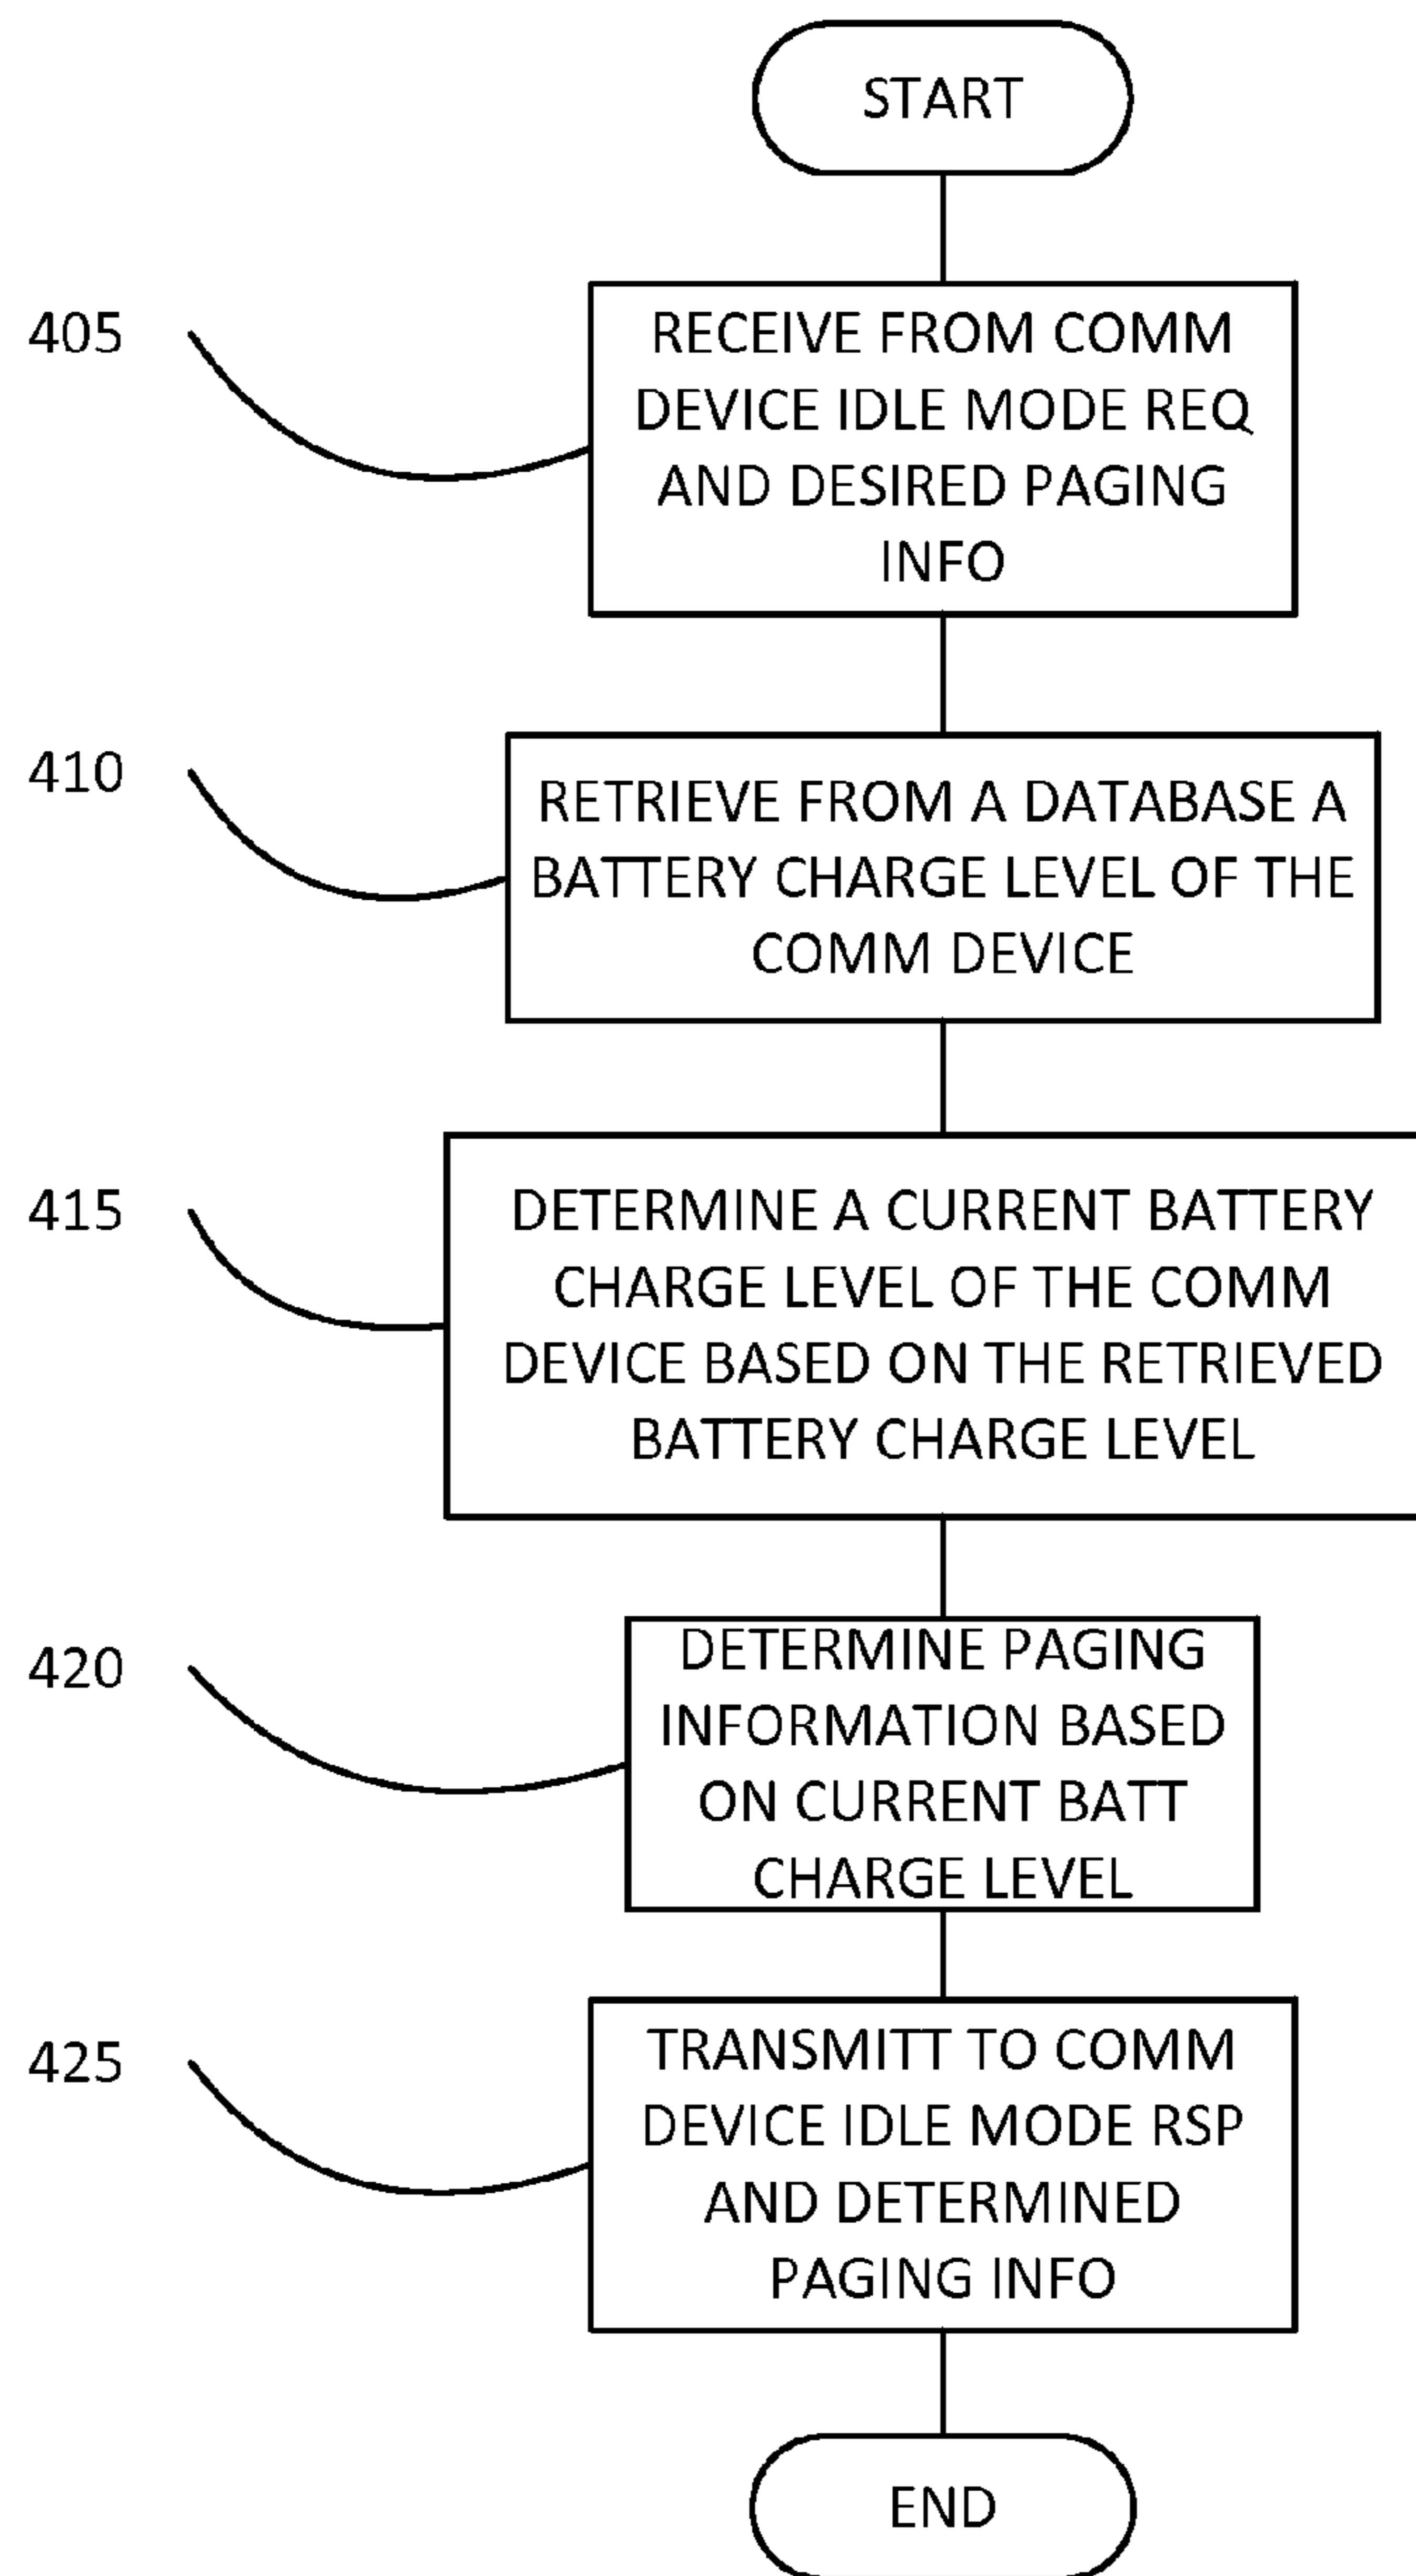 START
405
RECEIVE FROM COMM
DEVICE IDLE MODE REQ
AND DESIRED PAGING
INFO
410
RETRIEVE FROM A DATABASE A
BATTERY CHARGE LEVEL OF THE
COMM DEVICE
415
DETERMINE A CURRENT BATTERY
CHARGE LEVEL OF THE COMM
DEVICE BASED ON THE RETRIEVED
BATTERY CHARGE LEVEL
420
DETERMINE PAGING
INFORMATION BASED
ON CURRENT BATT
CHARGE LEVEL
425
TRANSMITT TO COMM
DEVICE IDLE MODE RSP
AND DETERMINED
PAGING INFO
END